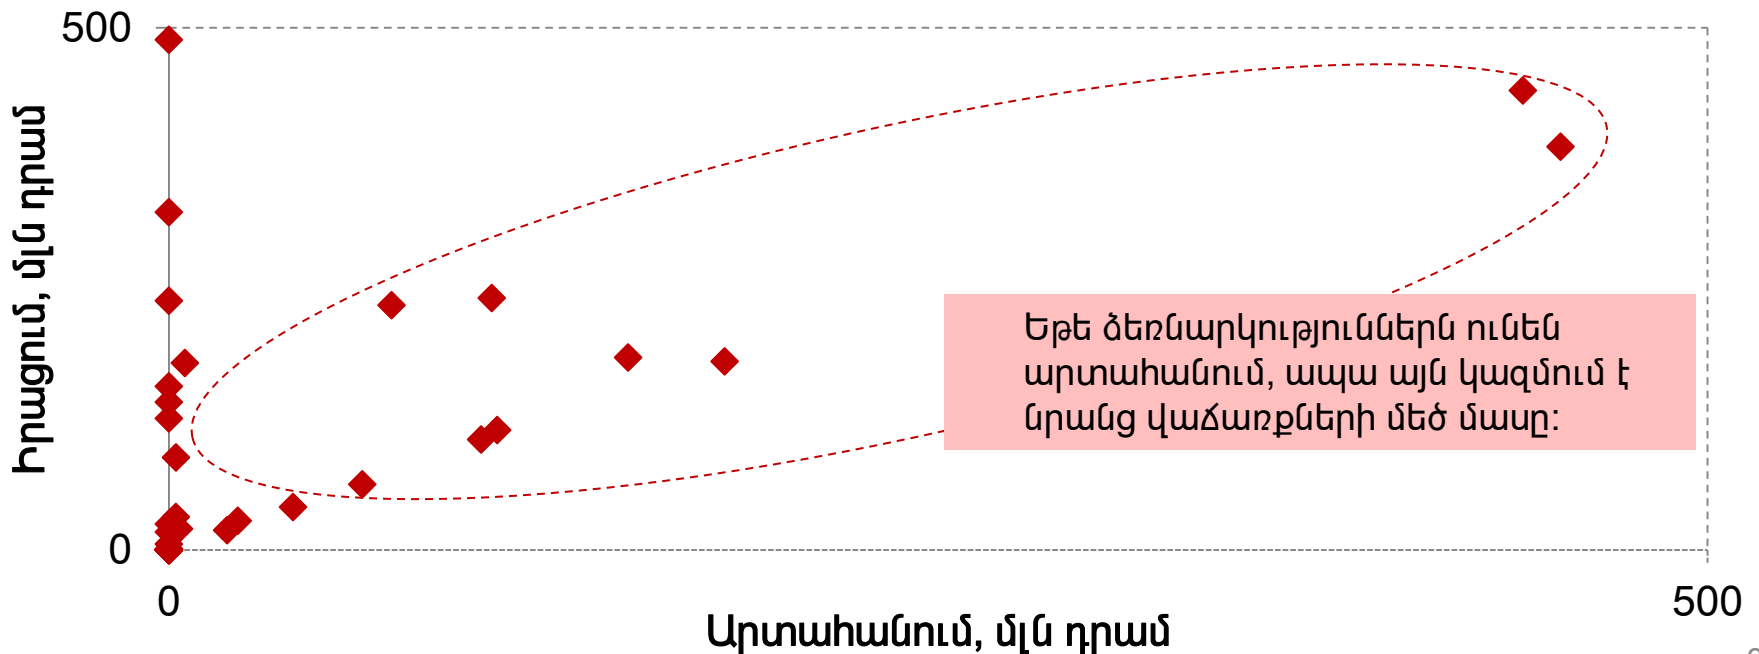 500
Իրացում, մլն դրամ
Եթե ձեռնարկություններն ունեն
արտահանում, ապա այն կազմում է
նրանց վաճառքների մեծ մասը:
0
0
500
Արտահանում, մլն դրամ